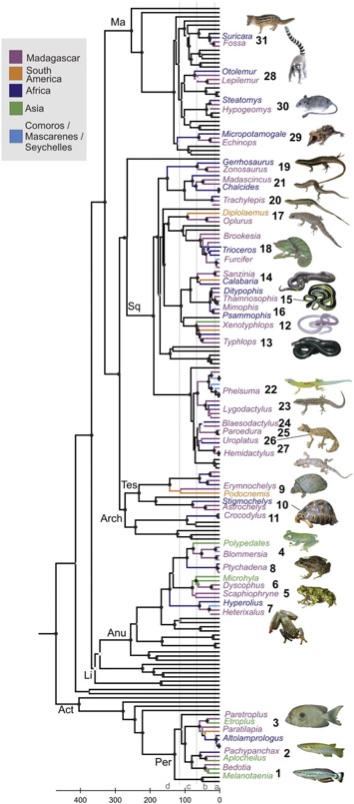 Ma
Suricara
Fossa
31
Madagascar
South
America
Africa
Asia
Comoros /
Mascarenes /
Seychelles
Otolemur
Lepilemur
28
Steatomys
Hypogeomys
30
Micropotamogale
Echinops
29
Gerrhosaurus
Zonosaurus
19
Madascincus
Chalcides
21
Trachylepis
20
Diplolaemus
Oplurus
17
Brookesia
Trioceros
Furcifer
18
Sanzinia
Calabaria
14
Ditypophis
Thamnosophis
15
Mimophis
16
Psammophis
Xenotyphlops
12
Typhlops
13
Sq
Phelsuma
22
Lygodactylus
23
Blaesodactylus
24
Paroedura
25
Uroplatus
26
Hemidactylus
27
Tes
Erymnochelys
Podocnemis
9
Stigmochelys
Astrochelys
10
Arch
Crocodylus
11
Polypedates
Blommersia
4
Ptychadena
8
Microhyla
Dyscophus
6
Scaphiophryne
5
Hyperolius
Heterixalus
7
Anu
Li
Act
Per
Paretroplus
Etroplus
3
Paratilapia
Altolamprologus
Pachypanchax
Aplocheilus
2
Bedotia
Melanotaenia
1
d c b a
400 300 200 100 0